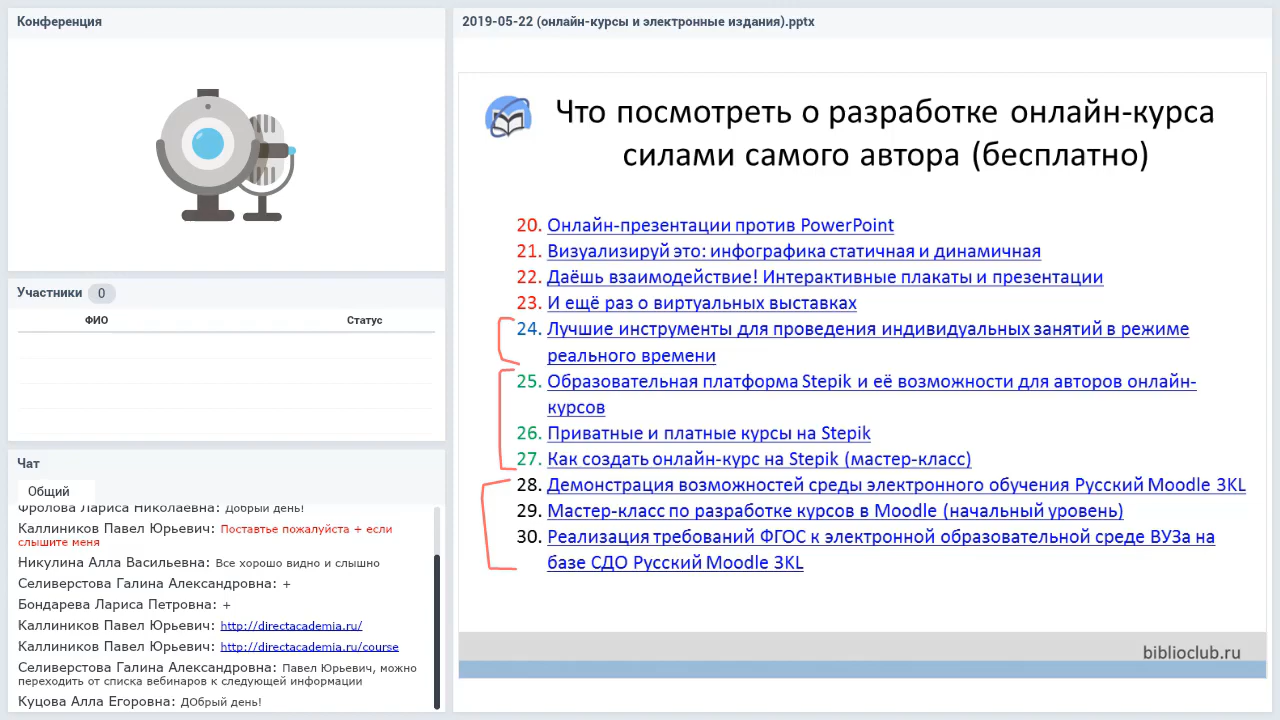 Конференция
Участники 0
ФИО Статус
Чат
Общий
Фролова Лариса Николаевна: Добрый день!
Каллиников Павел Юрьевич: Поставтье пожалуйста + если
слышите меня
Никулина Алла Васильевна: Все хорошо видно и слышно
Селиверстова Галина Александровна: +
Бондарева Лариса Петровна: +
Каллиников Павел Юрьевич: http://directacademia.ru/
Каллиников Павел Юрьевич: http://directacademia.ru/course
Селиверстова Галина Александровна: Павел Юрьевич, можно
переходить от списка вебинаров к следующей информации
Куцова Алла Егоровна: ДОбрый день!
2019-05-22 (онлайн-курсы и электронные издания).pptx
Что посмотреть о разработке онлайн-курса
силами самого автора (бесплатно)
20. Онлайн-презентации против PowerPoint
21. Визуализируй это: инфографика статичная и динамичная
22. Даёшь взаимодействие! Интерактивные плакаты и презентации
23. И ещё раз о виртуальных выставках
24. Лучшие инструменты для проведения индивидуальных занятий в режиме
реального времени
25. Образовательная платформа Stepik и её возможности для авторов онлайн-
курсов
26. Приватные и платные курсы на Stepik
27. Как создать онлайн-курс на Stepik (мастер-класс)
28. Демонстрация возможностей среды электронного обучения Русский Moodle 3KL
29. Мастер-класс по разработке курсов в Moodle (начальный уровень)
30. Реализация требований ФГОС к электронной образовательной среде ВУЗа на
базе СДО Русский Moodle 3KL
biblioclub.ru